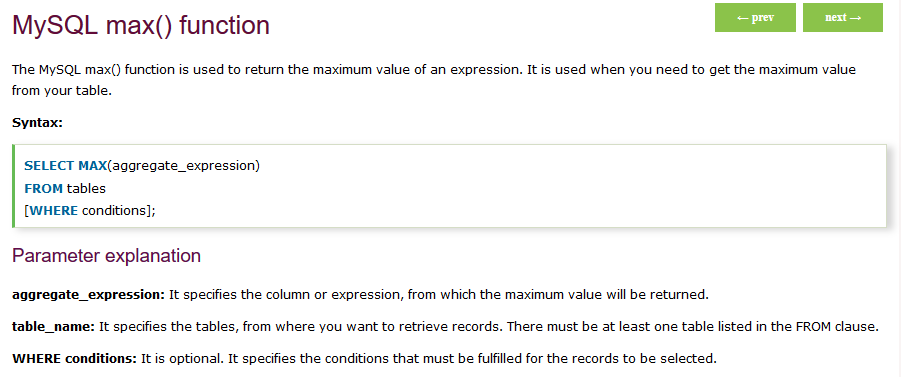 MySQL max() function
← prev
next →
The MySQL max() function is used to return the maximum value of an expression. It is used when you need to get the maximum value
from your table.
Syntax:
SELECT MAX(aggregate_expression)
FROM tables
[WHERE conditions];
Parameter explanation
aggregate_expression: It specifies the column or expression, from which the maximum value will be returned.
table_name: It specifies the tables, from where you want to retrieve records. There must be at least one table listed in the FROM clause.
WHERE conditions: It is optional. It specifies the conditions that must be fulfilled for the records to be selected.